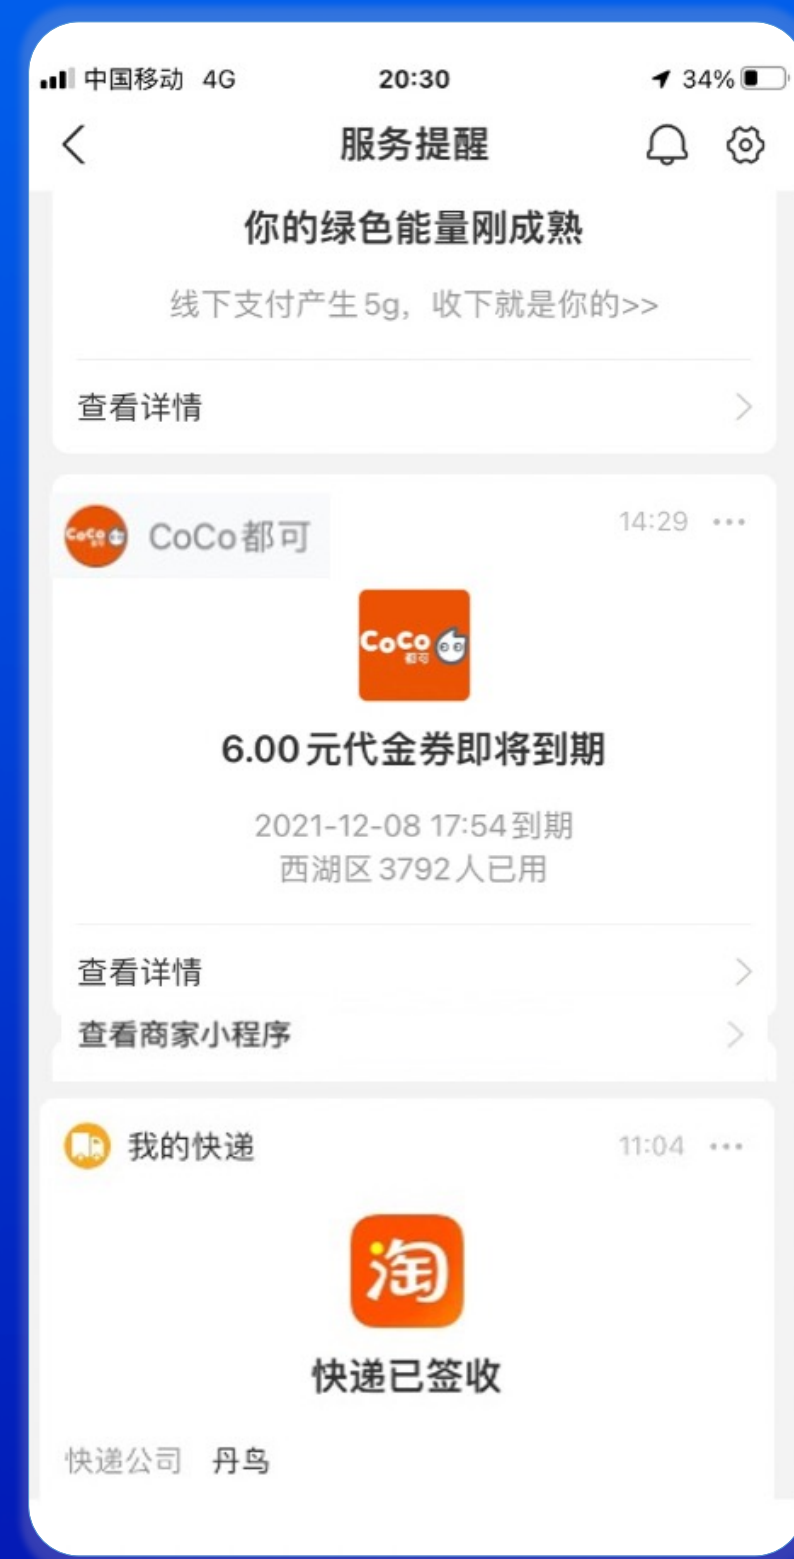 中国移动 4G 20:30 34%
服务提醒
你的绿色能量刚成熟
线下支付产生5g，收下就是你的>>
查看详情
CoCo都可 14:29
CoCo
都可
6.00元代金券即将到期
2021-12-08 17:54到期
西湖区3792人已用
查看详情
查看商家小程序
我的快递 11:04
淘
快递已签收
快递公司 丹鸟